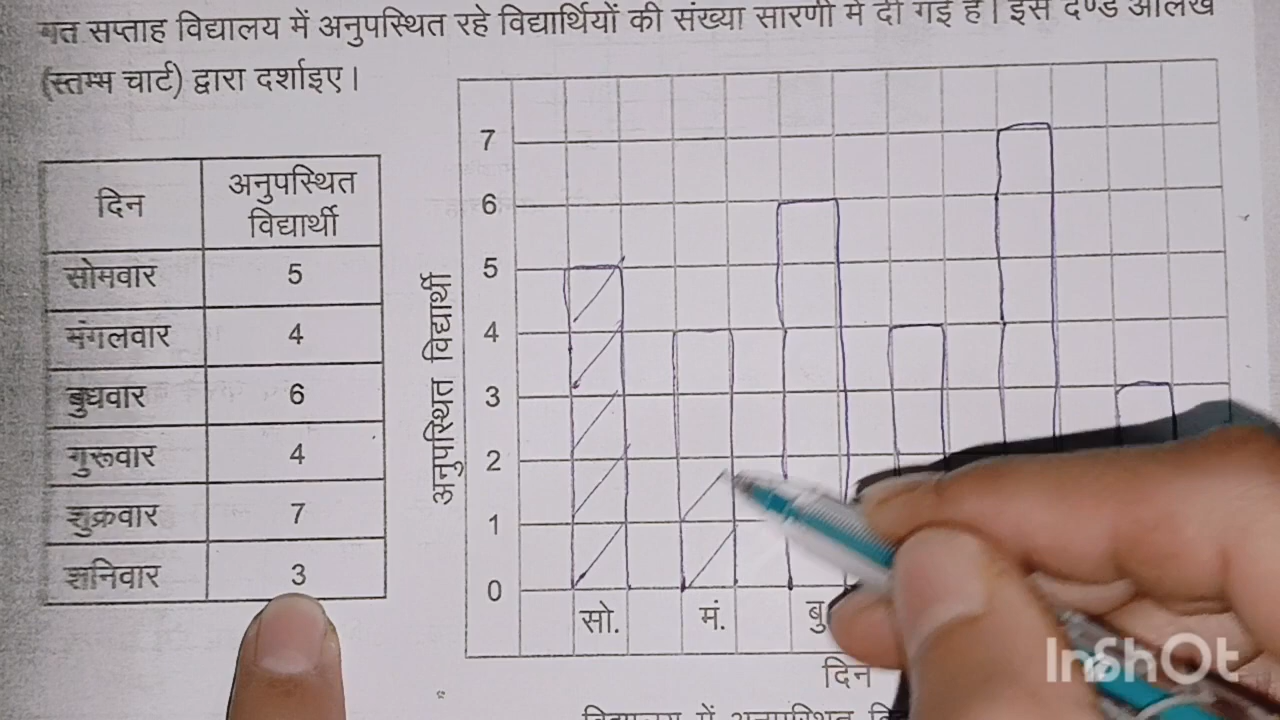 गत सप्ताह विद्यालय में अनुपस्थित रहे विद्यार्थियों की संख्या सारणी में दी गई है। इसे दण्ड आलेख
(स्तम्भ चार्ट) द्वारा दर्शाइए।
दिन अनुपस्थित विद्यार्थी
सोमवार 5
मंगलवार 4
बुधवार 6
गुरूवार 4
शुक्रवार 7
शनिवार 3
अनुपस्थित विद्यार्थी
7
6
5
4
3
2
1
0
सो. मं. बु
दिन
InShOt